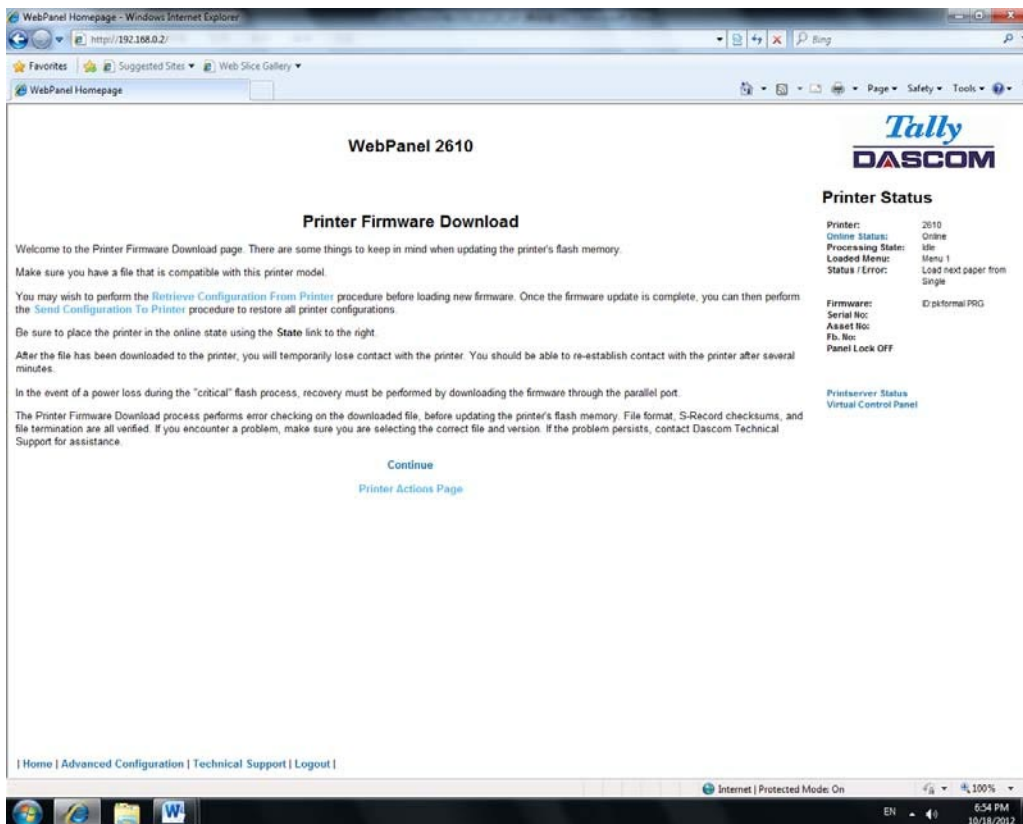 WebPanel Homepage - Windows Internet Explorer
http://192.168.0.2/
Bing
Favorites
Suggested Sites
Web Slice Gallery
WebPanel Homepage
Page
Safety
Tools
Tally
DASCOM
WebPanel 2610
Printer Status
Printer: 2610
Online Status: Online
Processing State: Idle
Loaded Menu: Menu 1
Status / Error: Load next paper from
Single
Firmware: ID:pkformal PRG
Serial No:
Asset No:
Fb. No:
Panel Lock OFF
Printserver Status
Virtual Control Panel
Printer Firmware Download
Welcome to the Printer Firmware Download page. There are some things to keep in mind when updating the printer's flash memory.
Make sure you have a file that is compatible with this printer model.
You may wish to perform the Retrieve Configuration From Printer procedure before loading new firmware. Once the firmware update is complete, you can then perform
the Send Configuration To Printer procedure to restore all printer configurations.
Be sure to place the printer in the online state using the State link to the right.
After the file has been downloaded to the printer, you will temporarily lose contact with the printer. You should be able to re-establish contact with the printer after several
minutes.
In the event of a power loss during the "critical" flash process, recovery must be performed by downloading the firmware through the parallel port.
The Printer Firmware Download process performs error checking on the downloaded file, before updating the printer's flash memory. File format, S-Record checksums, and
file termination are all verified. If you encounter a problem, make sure you are selecting the correct file and version. If the problem persists, contact Dascom Technical
Support for assistance.
Continue
Printer Actions Page
| Home | Advanced Configuration | Technical Support | Logout |
Internet | Protected Mode: On
100%
EN
6:54 PM
10/18/2012